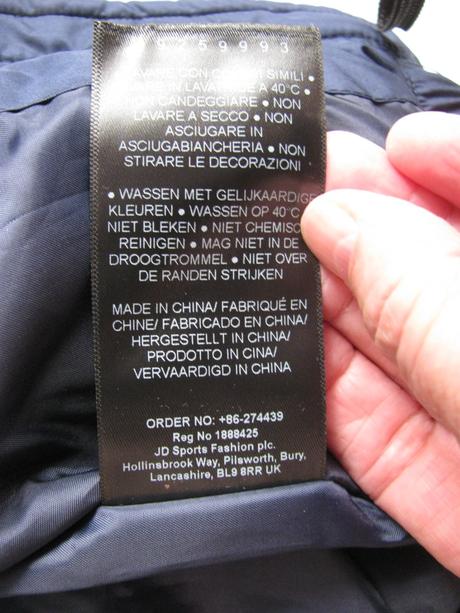 9259993
LAVARE CON COLORI SIMILI •
LAVARE IN LAVATRICE A 40°C •
NON CANDEGGIARE • NON
LAVARE A SECCO • NON
ASCIUGARE IN
ASCIUGABIANCHERIA • NON
STIRARE LE DECORAZIONI
• WASSEN MET GELIJKAARDIGE
KLEUREN • WASSEN OP 40°C
NIET BLEKEN • NIET CHEMISC
REINIGEN • MAG NIET IN DE
DROOGTROMMEL • NIET OVER
DE RANDEN STRIJKEN
MADE IN CHINA/ FABRIQUÉ EN
CHINE/ FABRICADO EN CHINA/
HERGESTELLT IN CHINA/
PRODOTTO IN CINA/
VERVAARDIGD IN CHINA
ORDER NO: +86-274439
Reg No 1888425
JD Sports Fashion plc.
Hollinsbrook Way, Pilsworth, Bury,
Lancashire, BL9 8RR UK